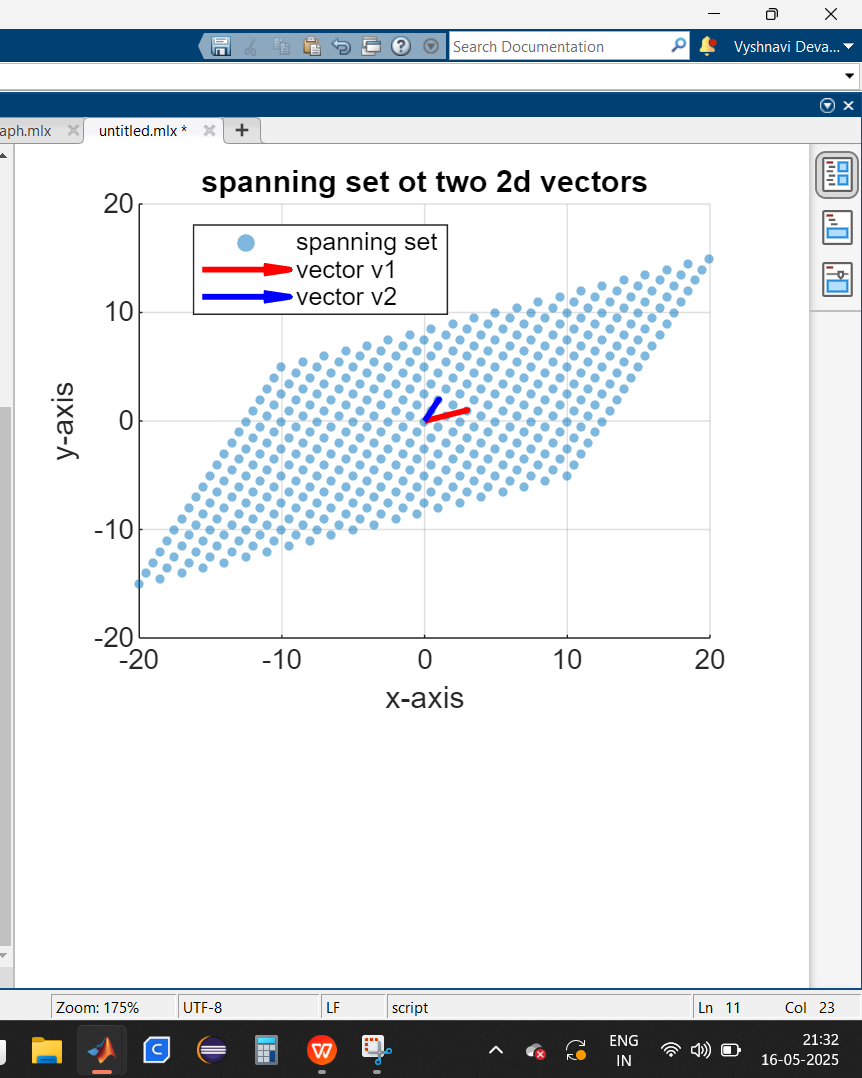 Search Documentation
Vyshnavi Deva...
aph.mlx
untitled.mlx *
spanning set ot two 2d vectors
20
spanning set
vector v1
vector v2
10
0
-10
-20
y-axis
-20 -10 0 10 20
x-axis
Zoom: 175% UTF-8 LF script Ln 11 Col 23
ENG
IN
21:32
16-05-2025